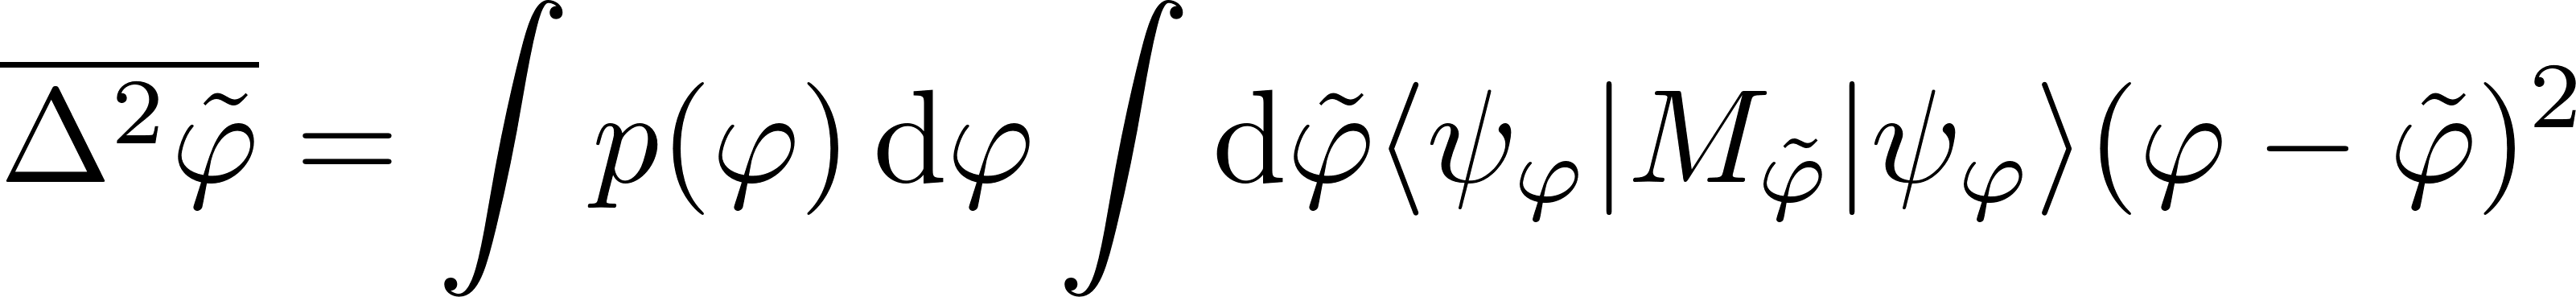 \overline{\Delta^2 \tilde{\varphi}} = \int p(\varphi) \, \mathrm{d}\varphi \int \mathrm{d}\tilde{\varphi} \langle \psi_{\varphi} | M_{\tilde{\varphi}} | \psi_{\varphi} \rangle (\varphi - \tilde{\varphi})^2